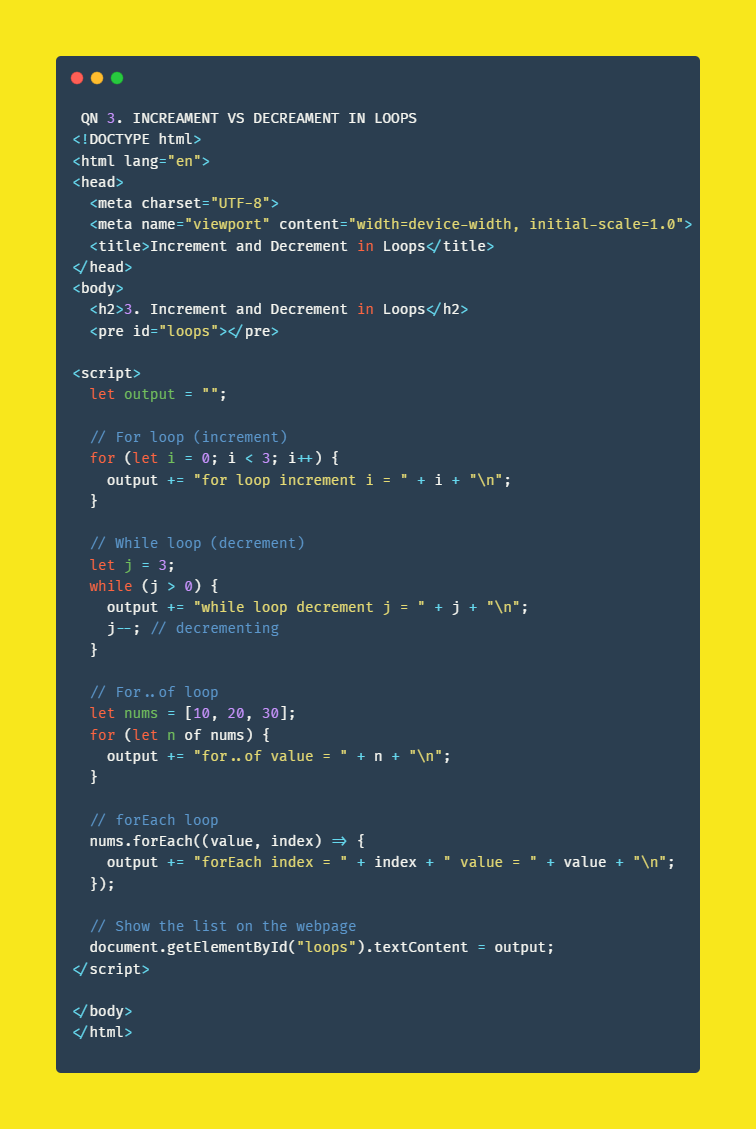 QN 3. INCREAMENT VS DECREAMENT IN LOOPS
<!DOCTYPE html>
<html lang="en">
<head>
  <meta charset="UTF-8">
  <meta name="viewport" content="width=device-width, initial-scale=1.0">
  <title>Increment and Decrement in Loops</title>
</head>
<body>
  <h2>3. Increment and Decrement in Loops</h2>
  <pre id="loops"></pre>

<script>
  let output = "";

  // For loop (increment)
  for (let i = 0; i < 3; i++) {
    output += "for loop increment i = " + i + "\n";
  }

  // While loop (decrement)
  let j = 3;
  while (j > 0) {
    output += "while loop decrement j = " + j + "\n";
    j--; // decrementing
  }

  // For..of loop
  let nums = [10, 20, 30];
  for (let n of nums) {
    output += "for..of value = " + n + "\n";
  }

  // forEach loop
  nums.forEach((value, index) => {
    output += "forEach index = " + index + " value = " + value + "\n";
  });

  // Show the list on the webpage
  document.getElementById("loops").textContent = output;
</script>

</body>
</html>